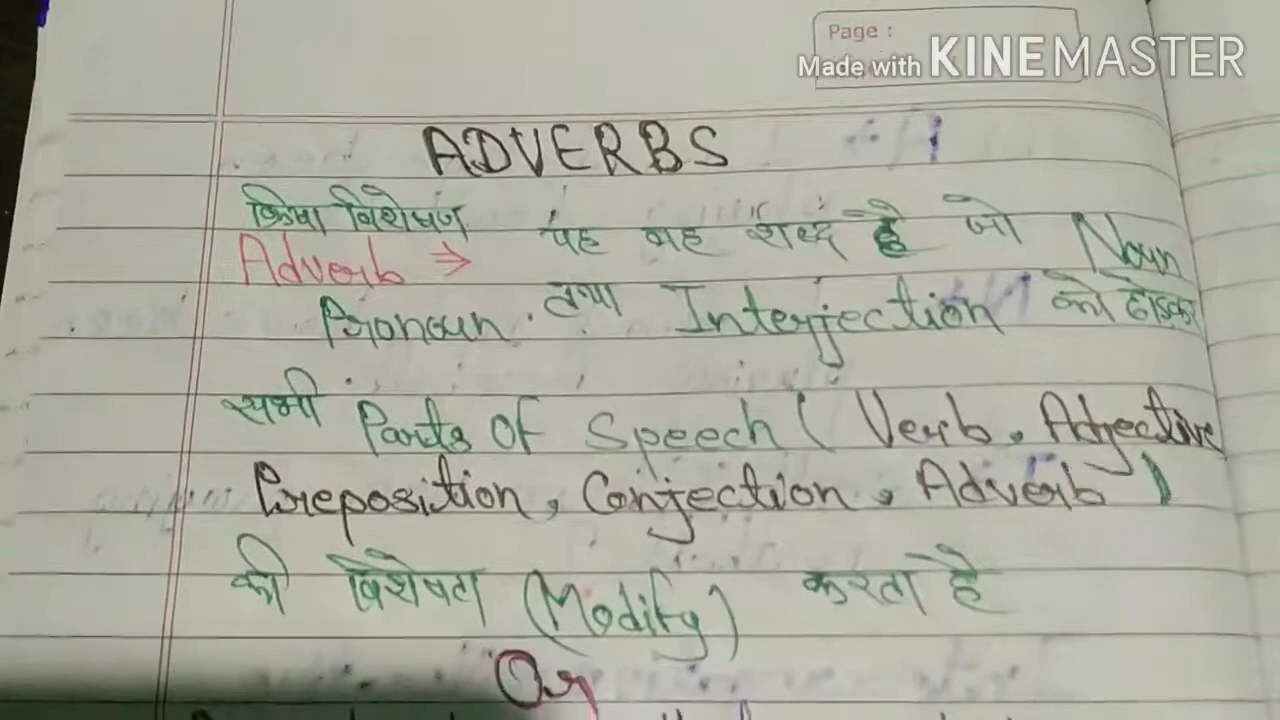 Page :
Made with KINEMASTER
ADVERBS
क्रिया विशेषण
Adverb ⇒ यह वह शब्द है जो Noun
Pronoun. तथा Interjection को छोडकर
सभी Parts of Speech ( Verb, Adjective
Preposition, Conjection, Adverb )
की विशेषता (Modify) करता है
Or